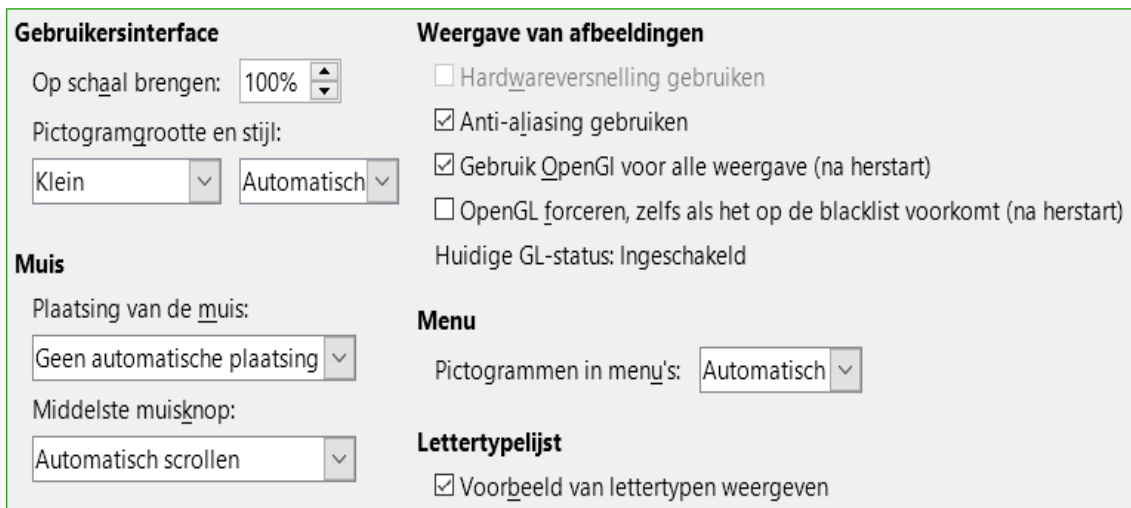 Gebruikersinterface
Op schaal brengen: 100%
Pictogramgrootte en stijl:
Klein Automatisch
Muis
Plaatsing van de muis:
Geen automatische plaatsing
Middelste muisknop:
Automatisch scrollen
Weergave van afbeeldingen
Hardwareversnelling gebruiken
Anti-aliasing gebruiken
Gebruik OpenGl voor alle weergave (na herstart)
OpenGL forceren, zelfs als het op de blacklist voorkomt (na herstart)
Huidige GL-status: Ingeschakeld
Menu
Pictogrammen in menu's: Automatisch
Lettertypelijst
Voorbeeld van lettertypen weergeven